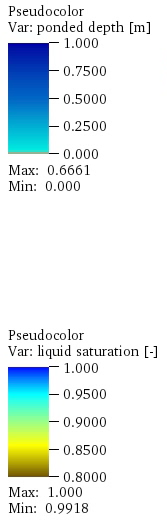 Pseudocolor
Var: ponded depth [m]
1.000
0.7500
0.5000
0.2500
0.000
Max: 0.6661
Min: 0.000
Pseudocolor
Var: liquid saturation [-]
1.000
0.9500
0.9000
0.8500
0.8000
Max: 1.000
Min: 0.9918